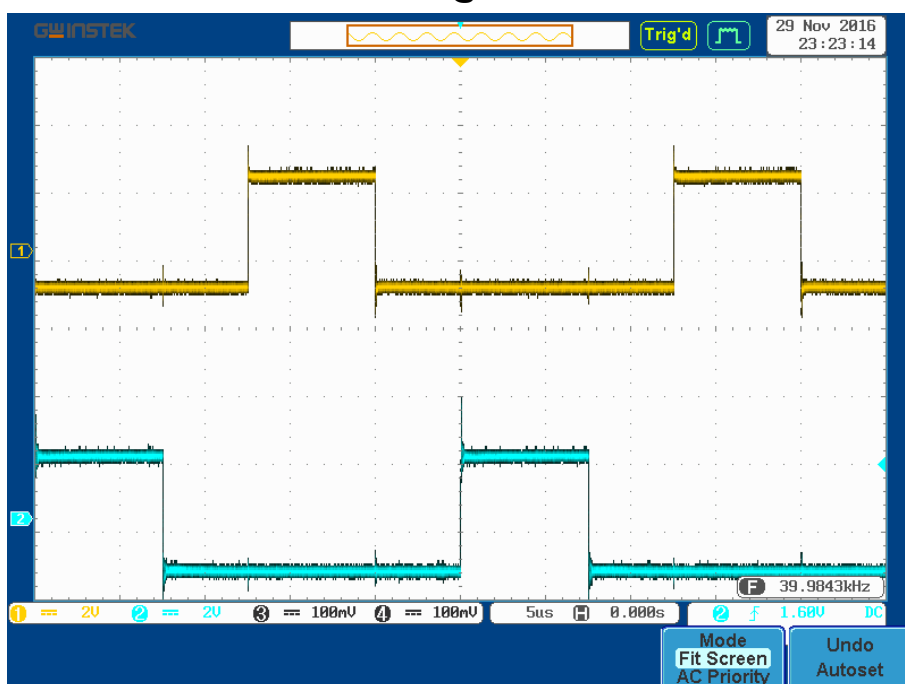 GWINSTEK
Trig'd
29 Nov 2016
23:23:14
1
2
F 39.9843kHz
1 2V 2 2V 3 100mV 4 100mV 5us H 0.000s 2 1.60V DC
Mode
Fit Screen
AC Priority
Undo
Autoset